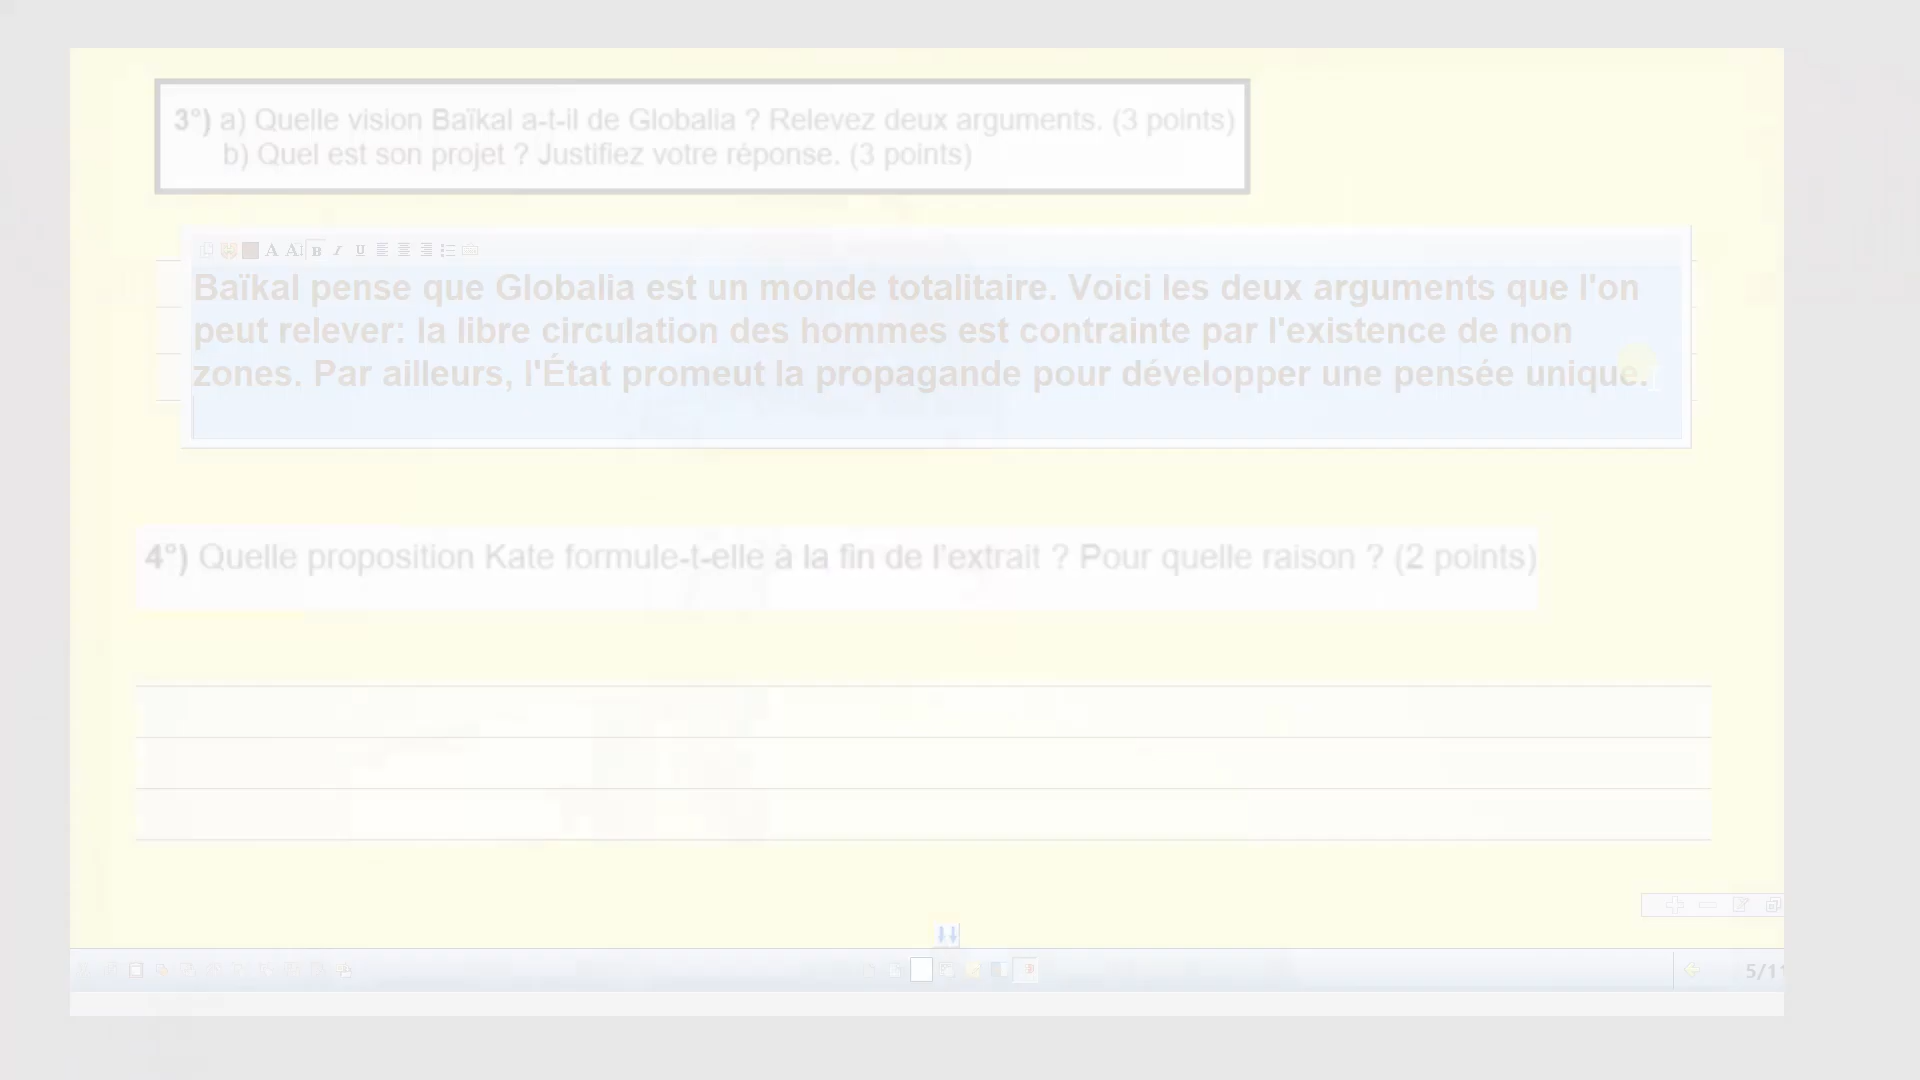 3°) a) Quelle vision Baïkal a-t-il de Globalia ? Relevez deux arguments. (3 points)
b) Quel est son projet ? Justifiez votre réponse. (3 points)
Baïkal pense que Globalia est un monde totalitaire. Voici les deux arguments que l'on
peut relever: la libre circulation des hommes est contrainte par l'existence de non
zones. Par ailleurs, l'État promeut la propagande pour développer une pensée unique.
4°) Quelle proposition Kate formule-t-elle à la fin de l'extrait ? Pour quelle raison ? (2 points)
5/11